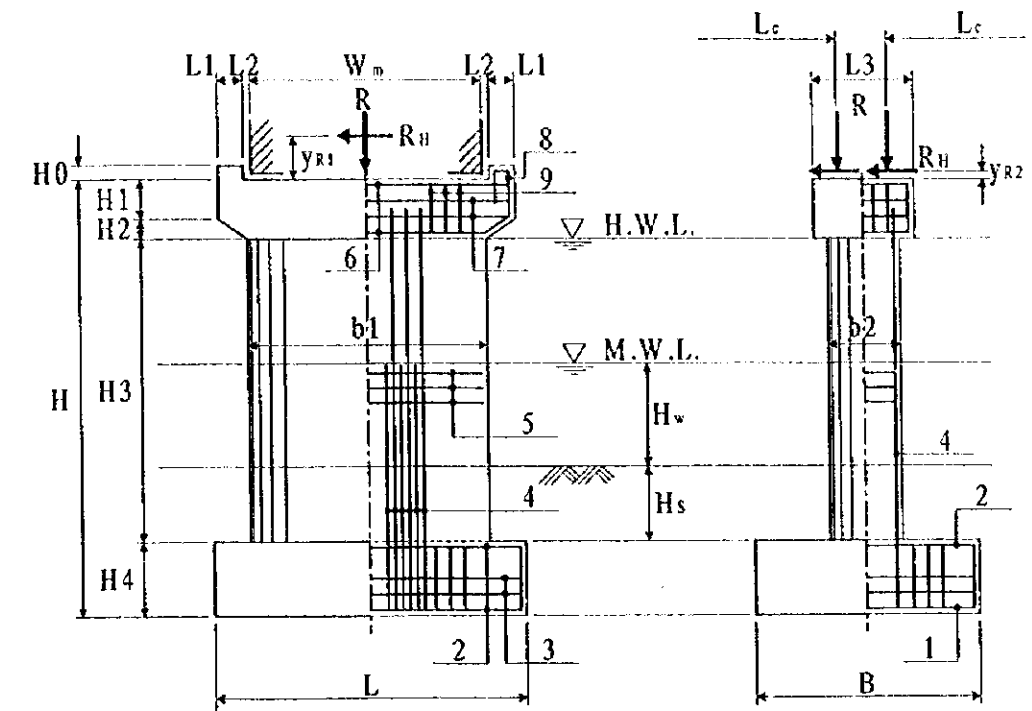 Lc Lc
L1 L2 Wm L2 L1 L3
R R
RH 8 RH
yR1 yR2
H0 9
H1
H2 H.W.L.
6 7
b1 b2
M.W.L.
H H3 Hw
5 4
4 Hs 2
H4
2 3 1
L B